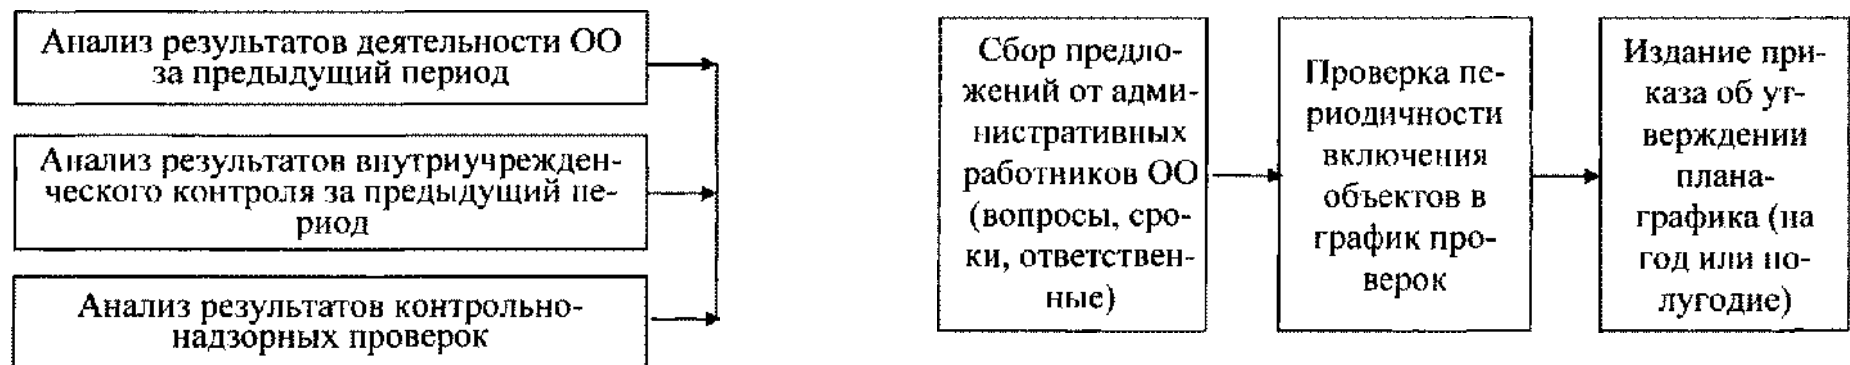 Анализ результатов деятельности ОО
за предыдущий период
Анализ результатов внутриучрежден-
ческого контроля за предыдущий пе-
риод
Анализ результатов контрольно-
надзорных проверок
Сбор предло-
жений от адми-
нистративных
работников ОО
(вопросы, сро-
ки, ответствен-
ные)
Проверка пе-
риодичности
включения
объектов в
график про-
верок
Издание при-
каза об ут-
верждении
плана-
графика (на
год или по-
лугодие)